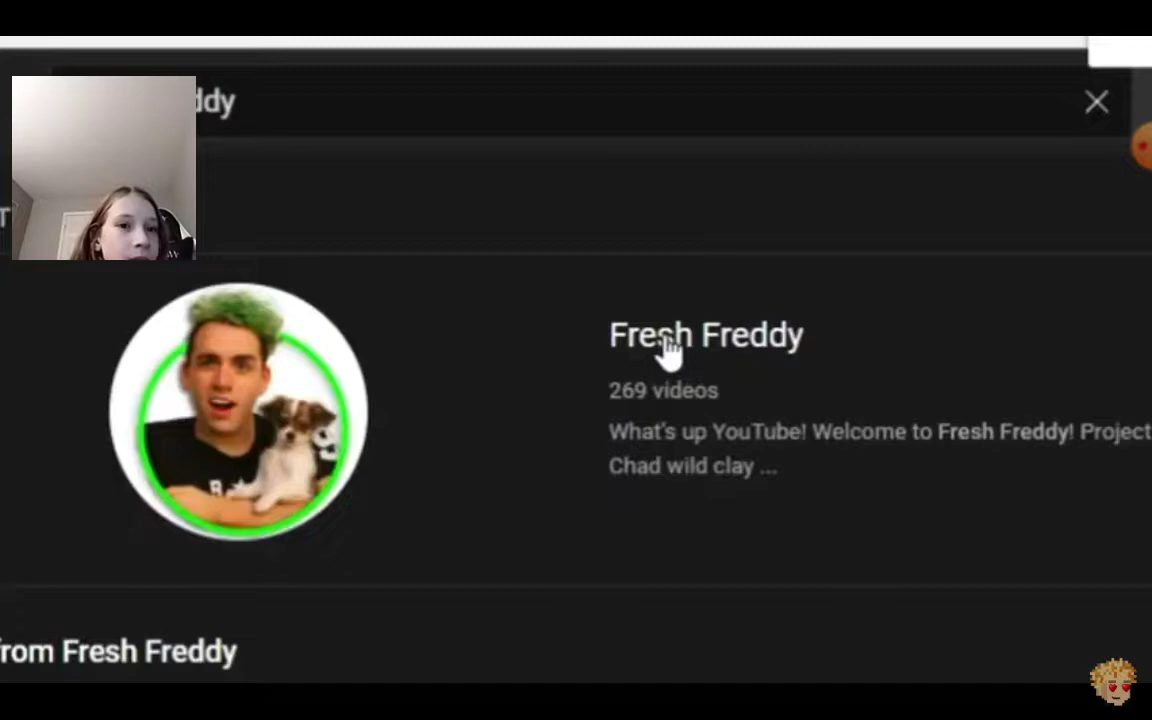 ddy
T
Fresh Freddy
269 videos
What's up YouTube! Welcome to Fresh Freddy! Project
Chad wild clay ...
from Fresh Freddy